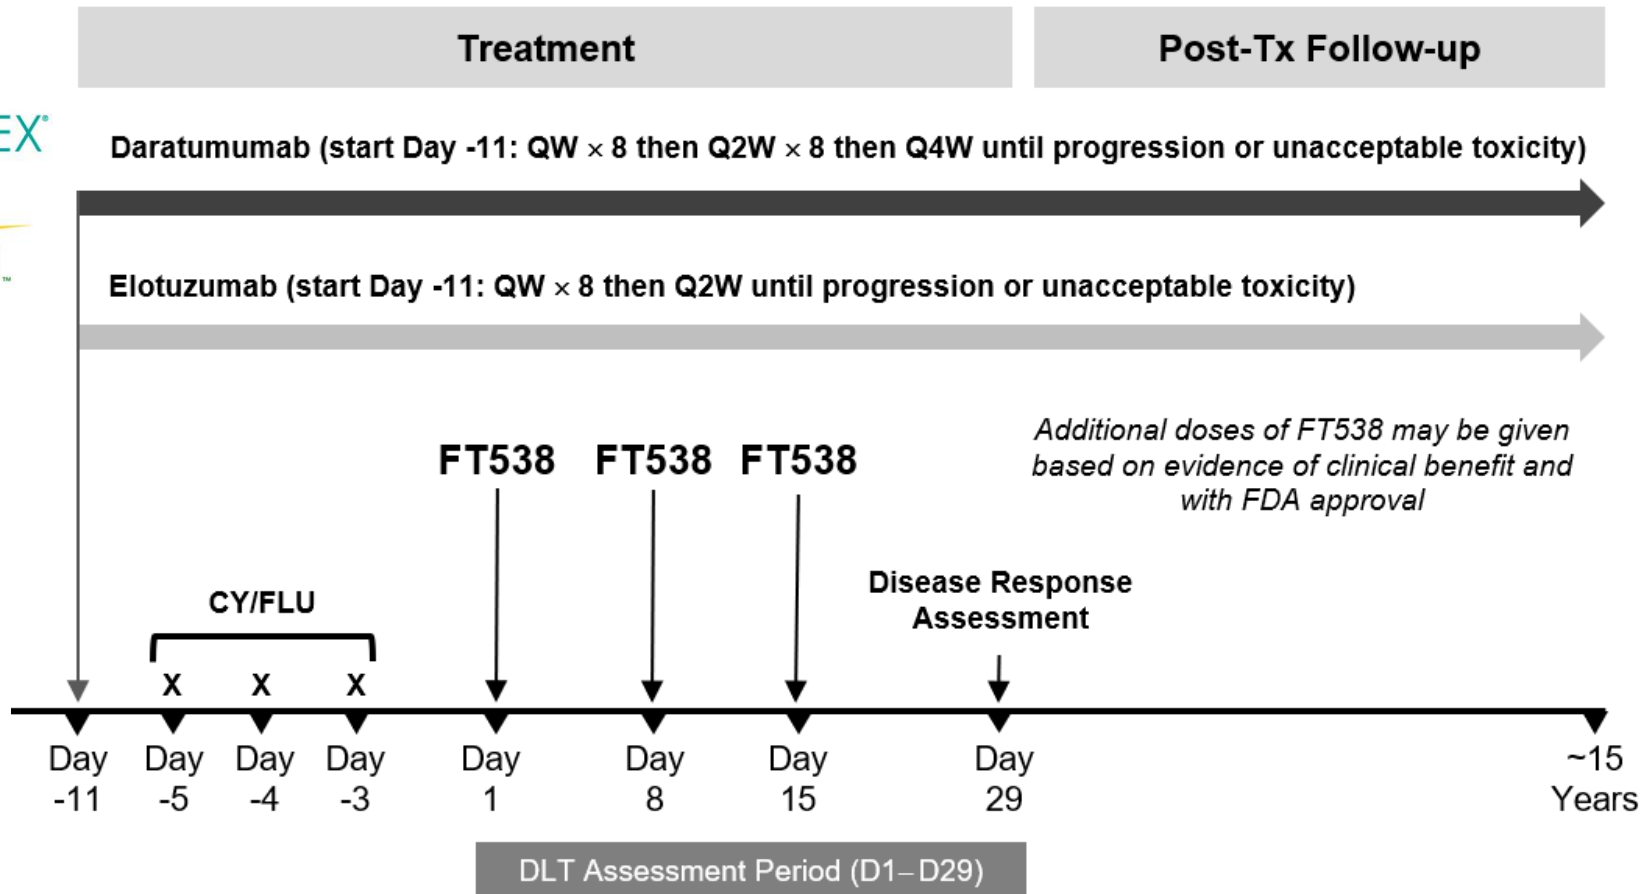 Treatment
Post-Tx Follow-up
EX®
Daratumumab (start Day -11: QW × 8 then Q2W × 8 then Q4W until progression or unacceptable toxicity)
™
Elotuzumab (start Day -11: QW × 8 then Q2W until progression or unacceptable toxicity)
FT538 FT538 FT538
Additional doses of FT538 may be given
based on evidence of clinical benefit and
with FDA approval
Disease Response
Assessment
CY/FLU
X X X
Day Day Day Day Day Day Day Day ~15
-11 -5 -4 -3 1 8 15 29 Years
DLT Assessment Period (D1–D29)